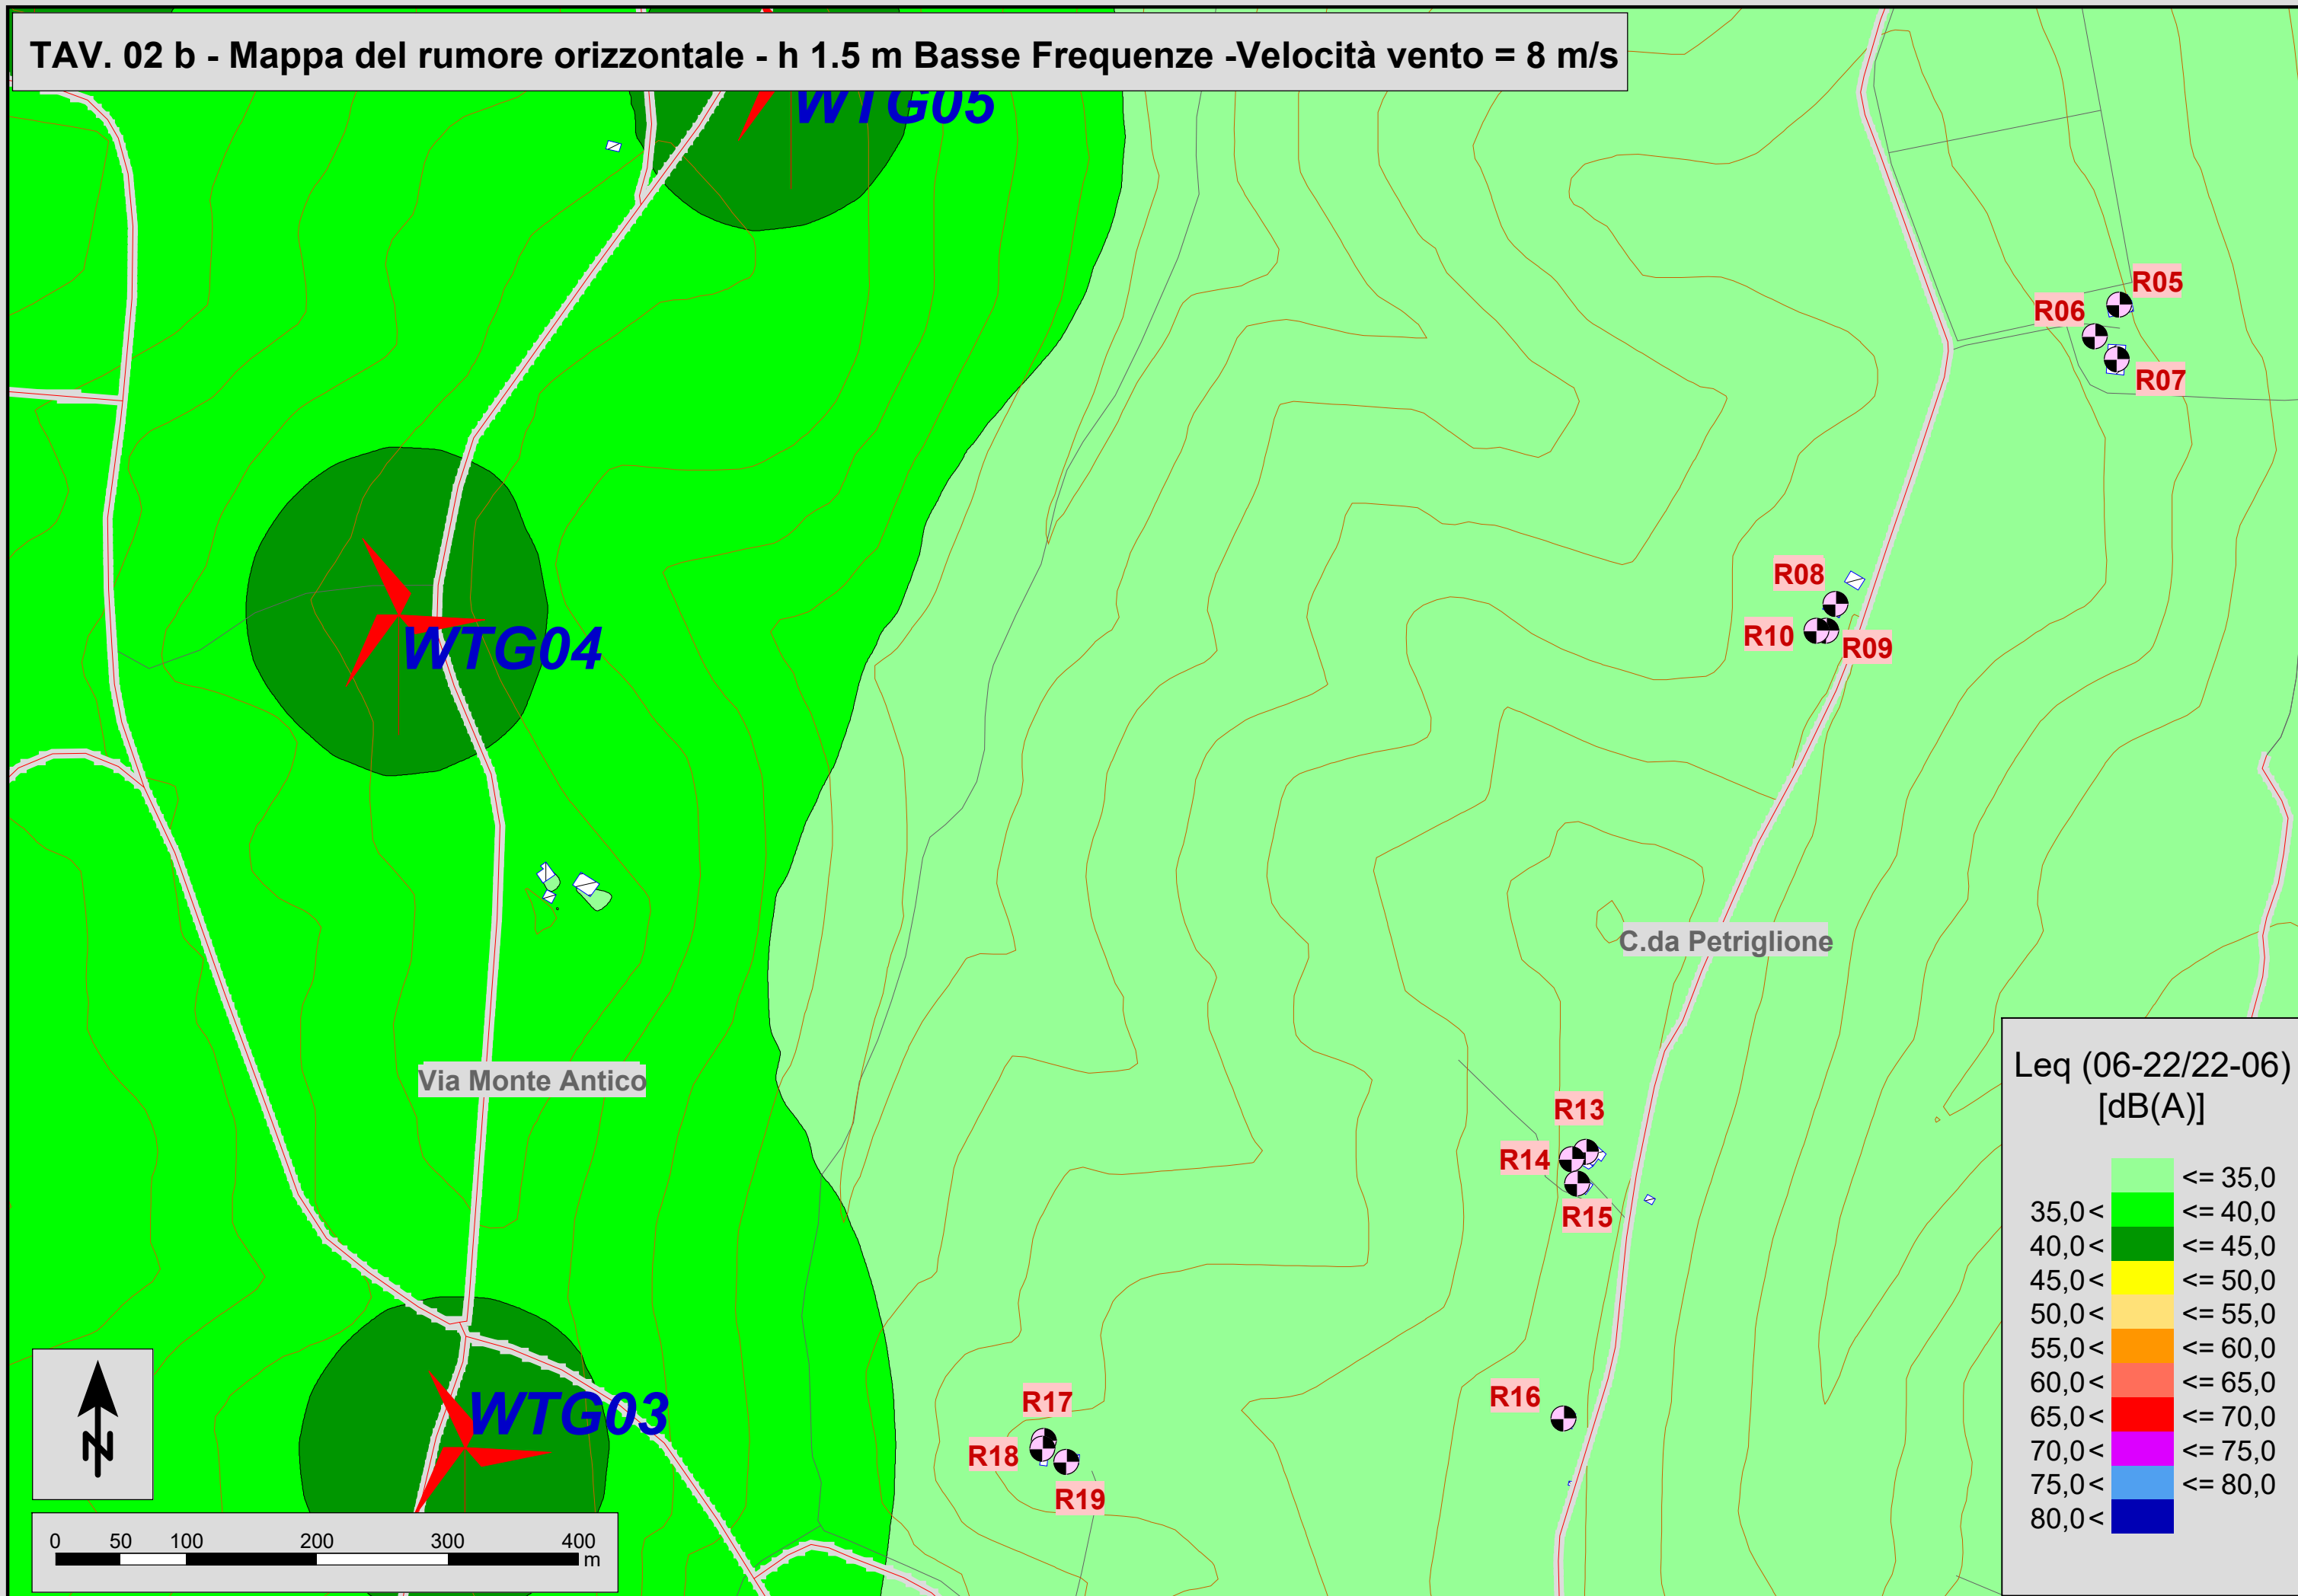 TAV. 02 b - Mappa del rumore orizzontale - h 1.5 m Basse Frequenze -Velocità vento = 8 m/s
WTG05
R05
R06
R07
R08
WTG04
R10
R09
C.da Petriglione
Via Monte Antico
R13
R14
R15
R16
R17
WTG03
R18
R19
Leq (06-22/22-06)
[dB(A)]
<= 35,0
35,0 < <= 40,0
40,0 < <= 45,0
45,0 < <= 50,0
50,0 < <= 55,0
55,0 < <= 60,0
60,0 < <= 65,0
65,0 < <= 70,0
70,0 < <= 75,0
75,0 < <= 80,0
80,0 <
N
0 50 100 200 300 400
m